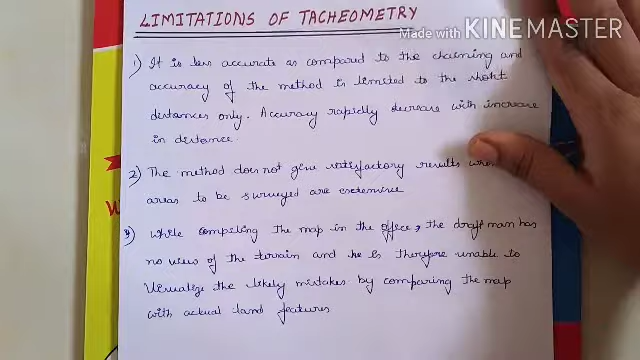 LIMITATIONS OF TACHEOMETRY
Made with KINEMASTER
1) It is less accurate as compared to the chaining and
accuracy of the method is limited to the short
distances only. Accuracy rapidly decrease with increase
in distance.
2) The method does not give satisfactory results
areas to be surveyed are extensive
3) While compiling the map in the office, the draft man has
no view of the terrain and he is therefore unable to
visualize the likely mistakes by comparing the map
with actual land features